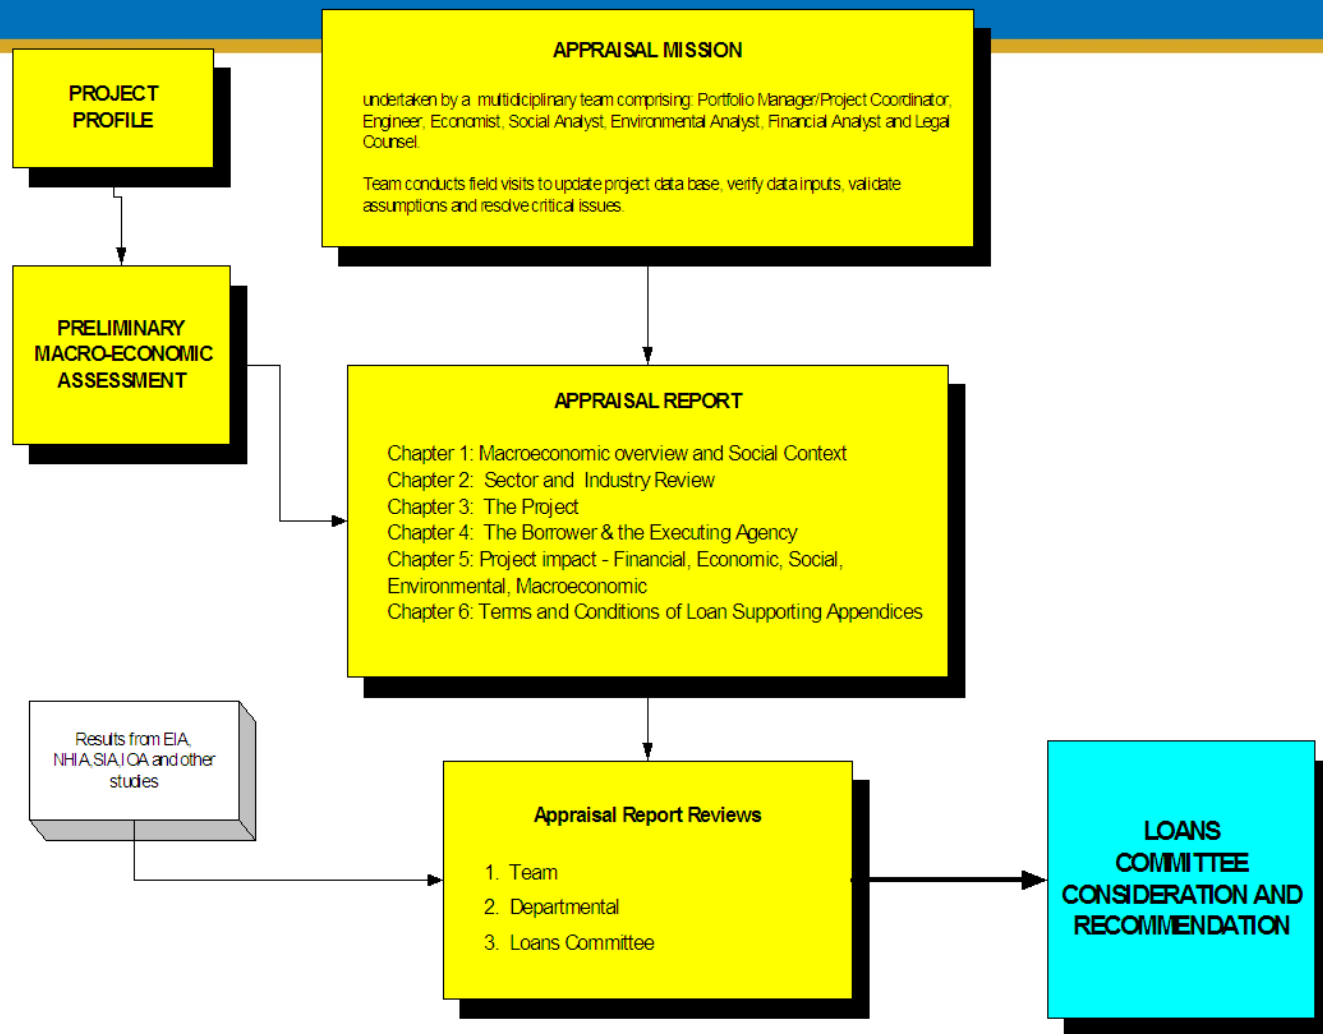 PROJECT
PROFILE
APPRAISAL MISSION
undertaken by a multidiciplinary team comprising: Portfolio Manager/Project Coordinator,
Engineer, Economist, Social Analyst, Environmental Analyst, Financial Analyst and Legal
Counsel.
Team conducts field visits to update project data base, verify data inputs, validate
assumptions and resolve critical issues.
PRELIMINARY
MACRO-ECONOMIC
ASSESSMENT
APPRAISAL REPORT
Chapter 1: Macroeconomic overview and Social Context
Chapter 2: Sector and Industry Review
Chapter 3: The Project
Chapter 4: The Borrower & the Executing Agency
Chapter 5: Project impact - Financial, Economic, Social,
Environmental, Macroeconomic
Chapter 6: Terms and Conditions of Loan Supporting Appendices
Results from EIA,
NHIA,SIA,IOA and other
studies
Appraisal Report Reviews
1. Team
2. Departmental
3. Loans Committee
LOANS
COMMITTEE
CONSIDERATION AND
RECOMMENDATION